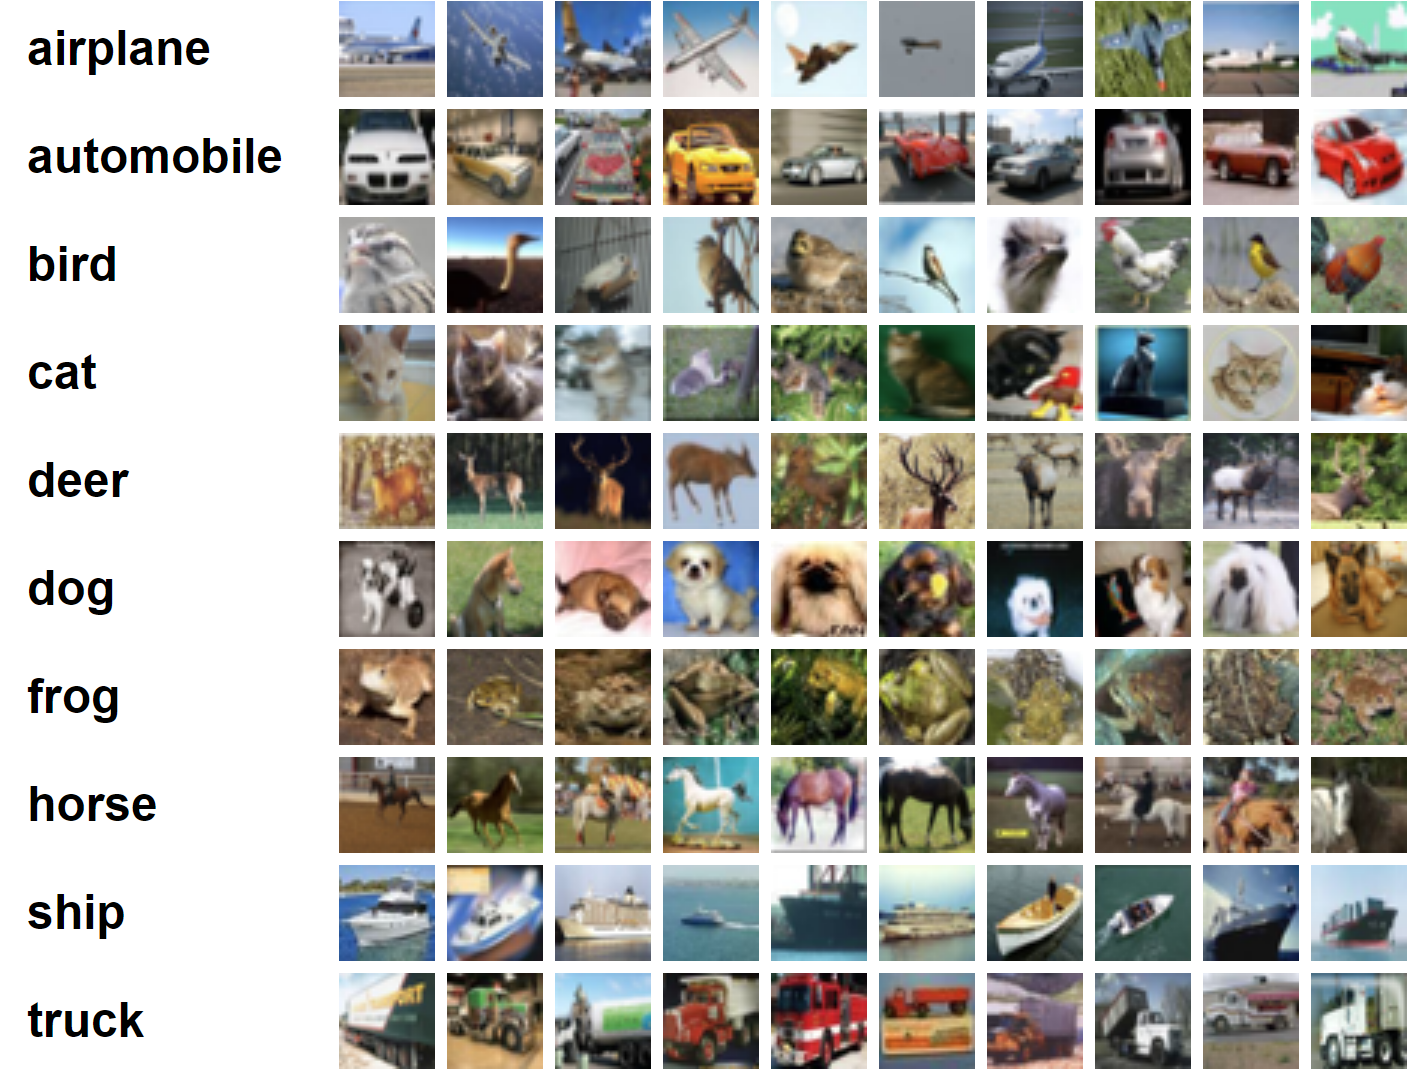 airplane
automobile
bird
cat
deer
dog
frog
horse
ship
truck